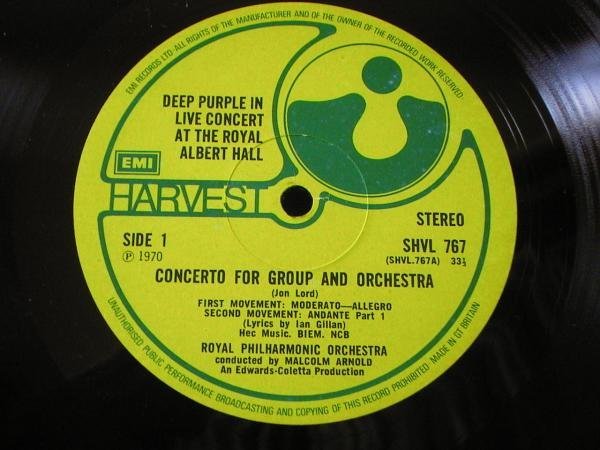 EMI RECORDS LTD· ALL RIGHTS OF THE MANUFACTURER AND OF THE OWNER OF THE RECORDED WORK RESERVED·
DEEP PURPLE IN
LIVE CONCERT
AT THE ROYAL
ALBERT HALL
EMI
HARVEST
SIDE 1
℗ 1970
STEREO
SHVL 767
(SHVL.767A) 33⅓
CONCERTO FOR GROUP AND ORCHESTRA
(Jon Lord)
FIRST MOVEMENT: MODERATO—ALLEGRO
SECOND MOVEMENT: ANDANTE Part 1
(Lyrics by Ian Gillan)
Hec Music. BIEM. NCB
ROYAL PHILHARMONIC ORCHESTRA
conducted by MALCOLM ARNOLD
An Edwards-Coletta Production
UNAUTHORISED PUBLIC PERFORMANCE BROADCASTING AND COPYING OF THIS RECORD PROHIBITED· MADE IN GT BRITAIN